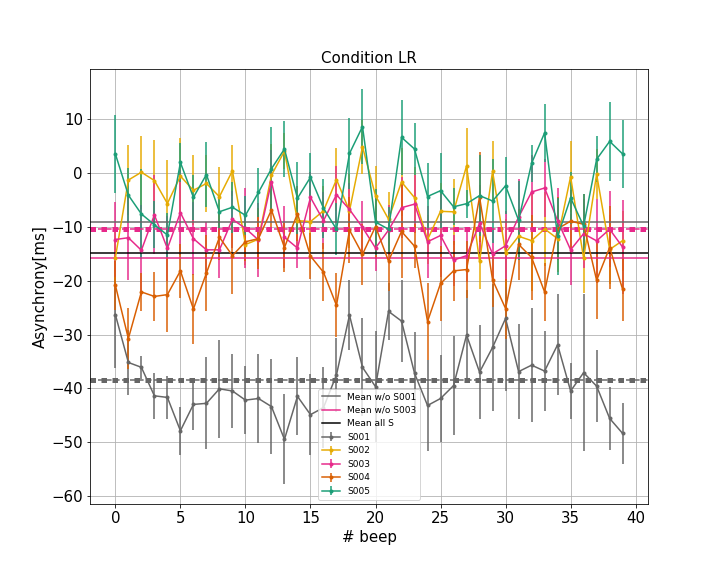 Condition LR
Asynchrony[ms]
10
0
−10
−20
−30
−40
−50
−60
Mean w/o S001
Mean w/o S003
Mean all S
S001
S002
S003
S004
S005
0 5 10 15 20 25 30 35 40
# beep